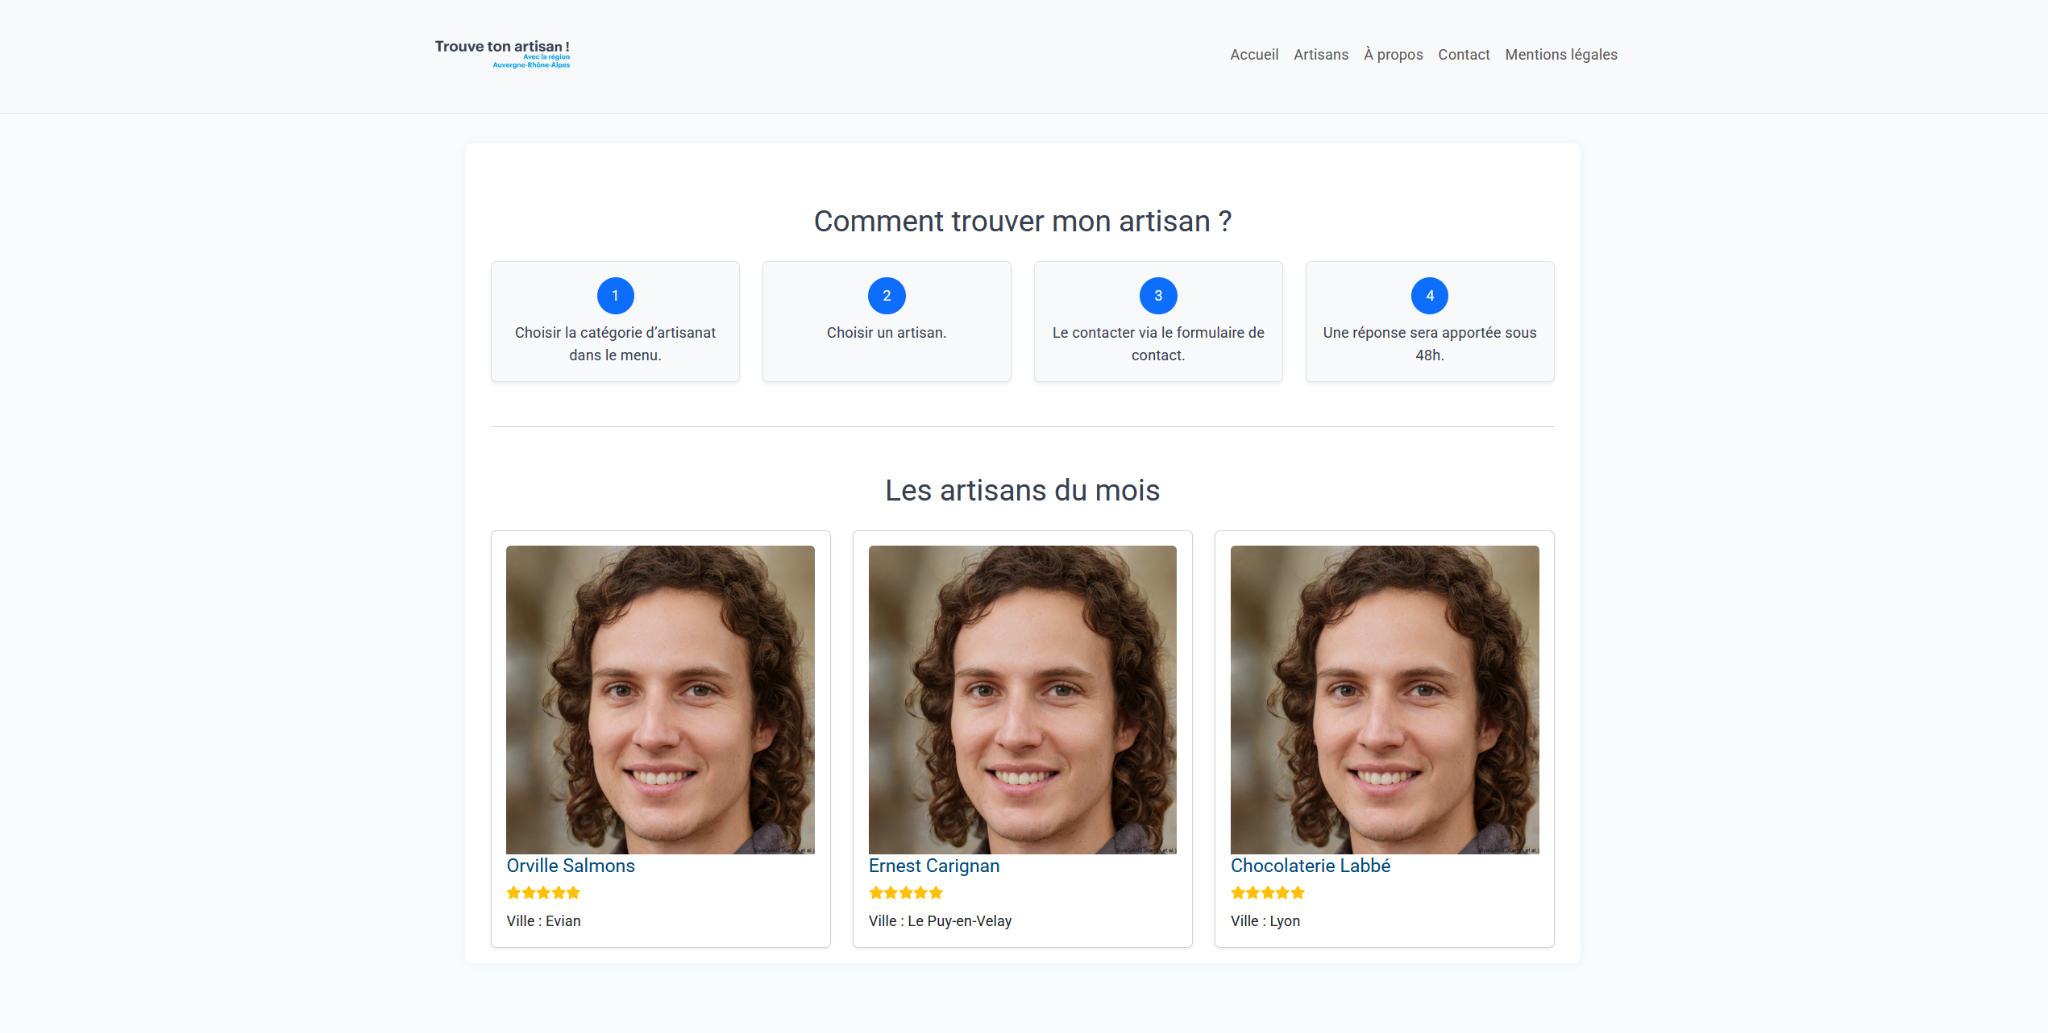 Trouve ton artisan !
Avec la région
Auvergne-Rhône-Alpes
Accueil Artisans À propos Contact Mentions légales
Comment trouver mon artisan ?
1
Choisir la catégorie d’artisanat
dans le menu.
2
Choisir un artisan.
3
Le contacter via le formulaire de
contact.
4
Une réponse sera apportée sous
48h.
Les artisans du mois
Orville Salmons
Ville : Evian
Ernest Carignan
Ville : Le Puy-en-Velay
Chocolaterie Labbé
Ville : Lyon